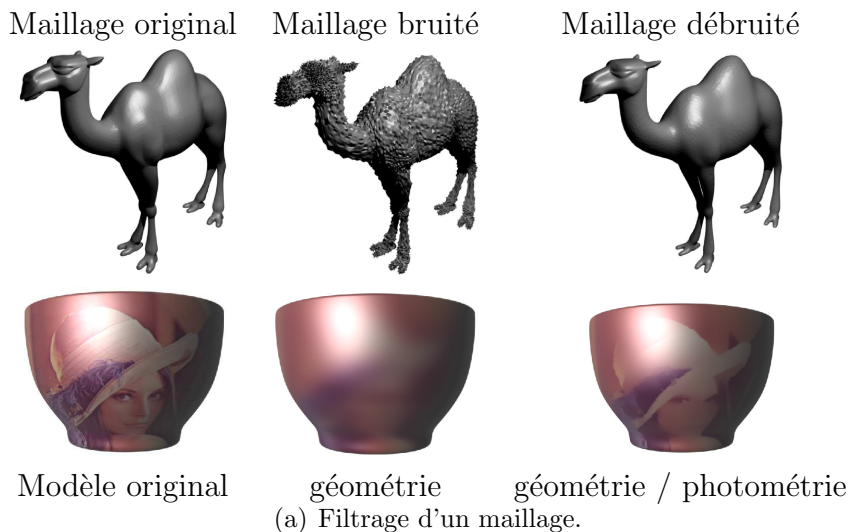 Maillage original Maillage bruité Maillage débruité
Modèle original géométrie géométrie / photométrie
(a) Filtrage d'un maillage.